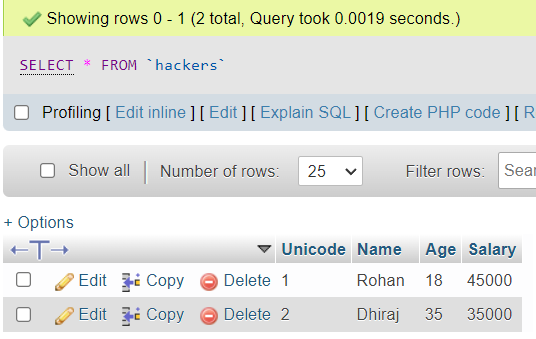 Showing rows 0 - 1 (2 total, Query took 0.0019 seconds.)
SELECT * FROM `hackers`
Profiling [ Edit inline ] [ Edit ] [ Explain SQL ] [ Create PHP code ] [ R
Show all Number of rows: 25 Filter rows: Sear
+ Options
←T→ Unicode Name Age Salary
Edit Copy Delete 1 Rohan 18 45000
Edit Copy Delete 2 Dhiraj 35 35000